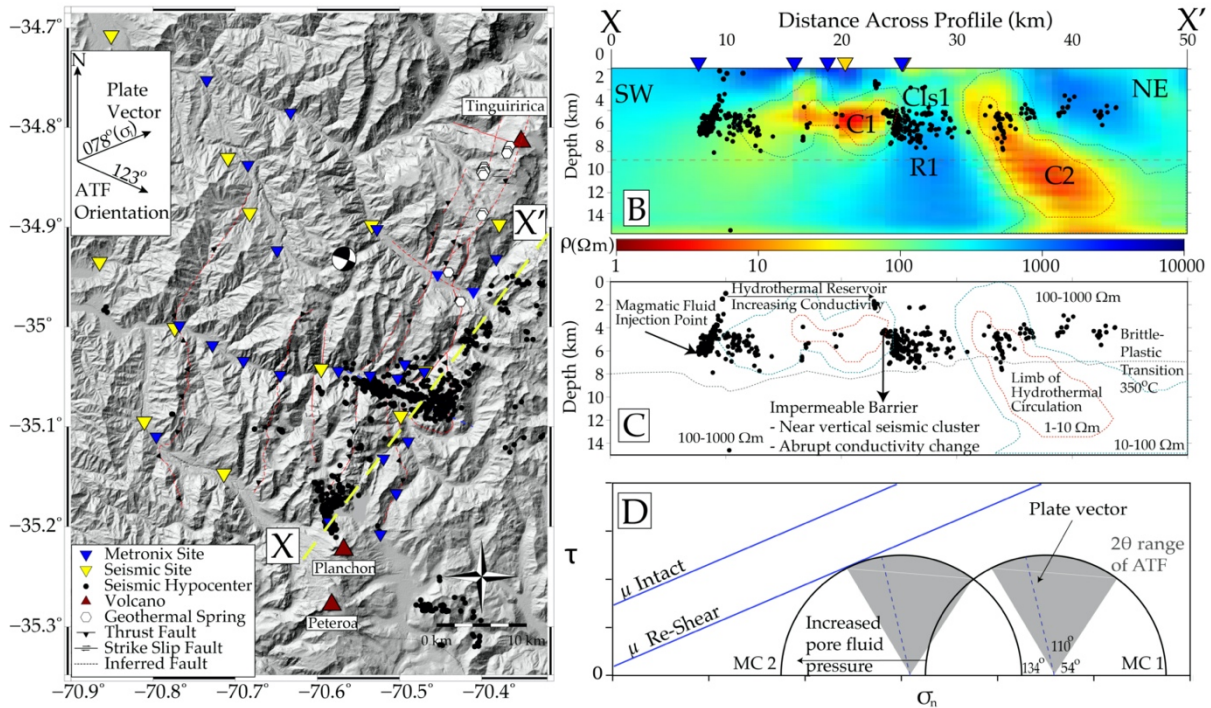 −34.7
−34.8
−34.9
−35°
−35.1°
−35.2°
−35.3°
−70.9°
−70.8°
−70.7°
−70.6°
−70.5°
−70.4°
N
Plate
Vector
078°(σ₁)
123°
ATF
Orientation
Tinguiririca
X'
X
Planchon
Peteroa
0 km
10 km
Metronix Site
Seismic Site
Seismic Hypocenter
Volcano
Geothermal Spring
Thrust Fault
Strike Slip Fault
Inferred Fault
X
Distance Across Proflile (km)
X'
0
10
20
30
40
50
SW
NE
C1s1
C1
R1
C2
B
Depth (km)
0
2
4
6
8
10
12
14
ρ(Ωm)
1
10
100
1000
10000
Magmatic Fluid
Injection Point
Hydrothermal Reservoir
Increasing Conductivity
100-1000 Ωm
Brittle-
Plastic
Transition
350°C
Limb of
Hydrothermal
Circulation
1-10 Ωm
10-100 Ωm
Impermeable Barrier
- Near vertical seismic cluster
- Abrupt conductivity change
100-1000 Ωm
C
Depth (km)
0
2
4
6
8
10
12
14
D
τ
0
μ Intact
μ Re-Shear
Plate vector
2θ range
of ATF
Increased
pore fluid
pressure
MC 2
MC 1
110°
134°
54°
σn